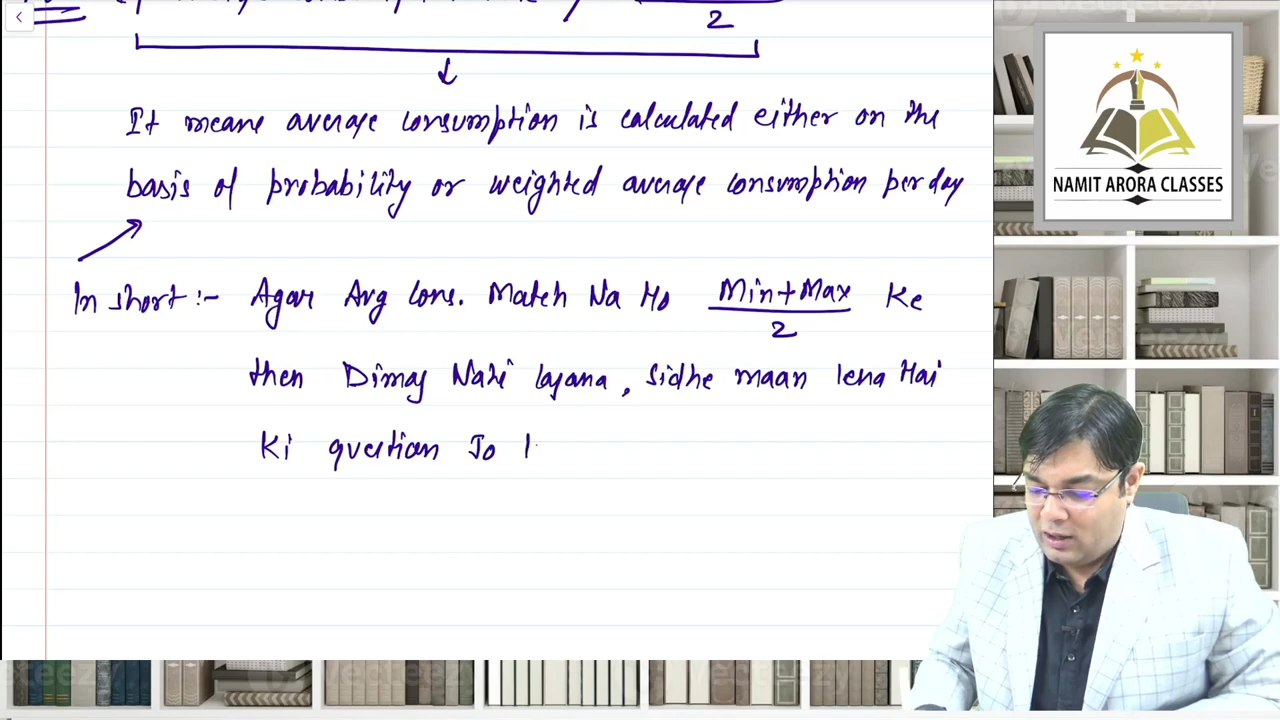 2
It means average consumption is calculated either on the
basis of probability or weighted average consumption per day
In short :- Agar Avg Cons. Match Na Ho Min+Max/2 Ke
then Dimag Nahi lagana, Sidhe maan lena Hai
Ki question Jo
NAMIT ARORA CLASSES